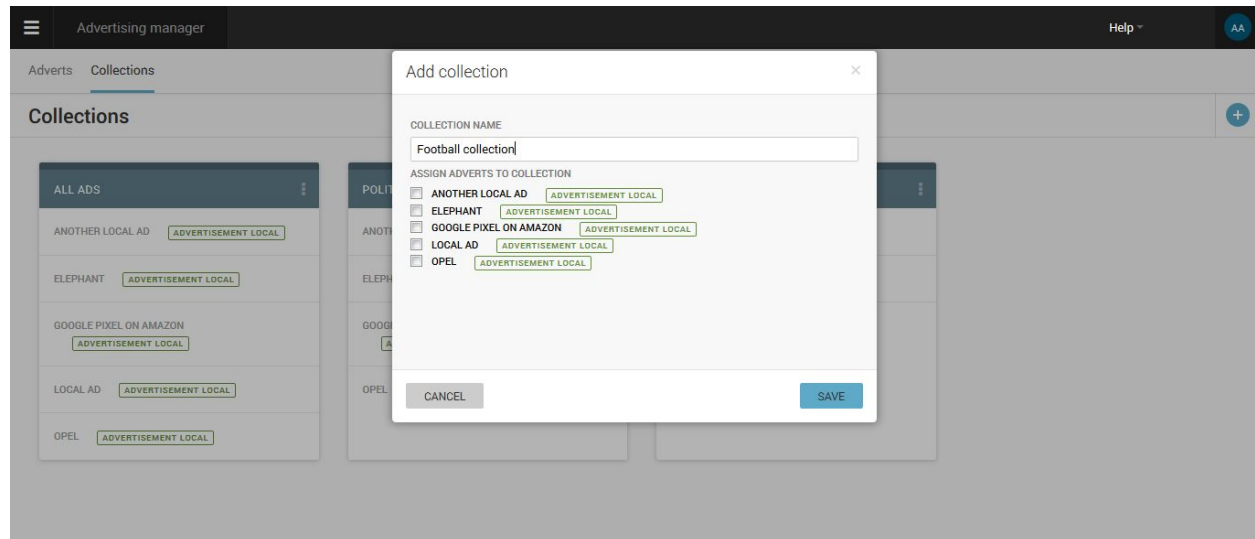 Advertising manager
Help
AA
Adverts Collections
Collections
Add collection
×
COLLECTION NAME
Football collection
ASSIGN ADVERTS TO COLLECTION
ANOTHER LOCAL AD ADVERTISEMENT LOCAL
ELEPHANT ADVERTISEMENT LOCAL
GOOGLE PIXEL ON AMAZON ADVERTISEMENT LOCAL
LOCAL AD ADVERTISEMENT LOCAL
OPEL ADVERTISEMENT LOCAL
CANCEL SAVE
ALL ADS
ANOTHER LOCAL AD ADVERTISEMENT LOCAL
ELEPHANT ADVERTISEMENT LOCAL
GOOGLE PIXEL ON AMAZON
ADVERTISEMENT LOCAL
LOCAL AD ADVERTISEMENT LOCAL
OPEL ADVERTISEMENT LOCAL
OPEL